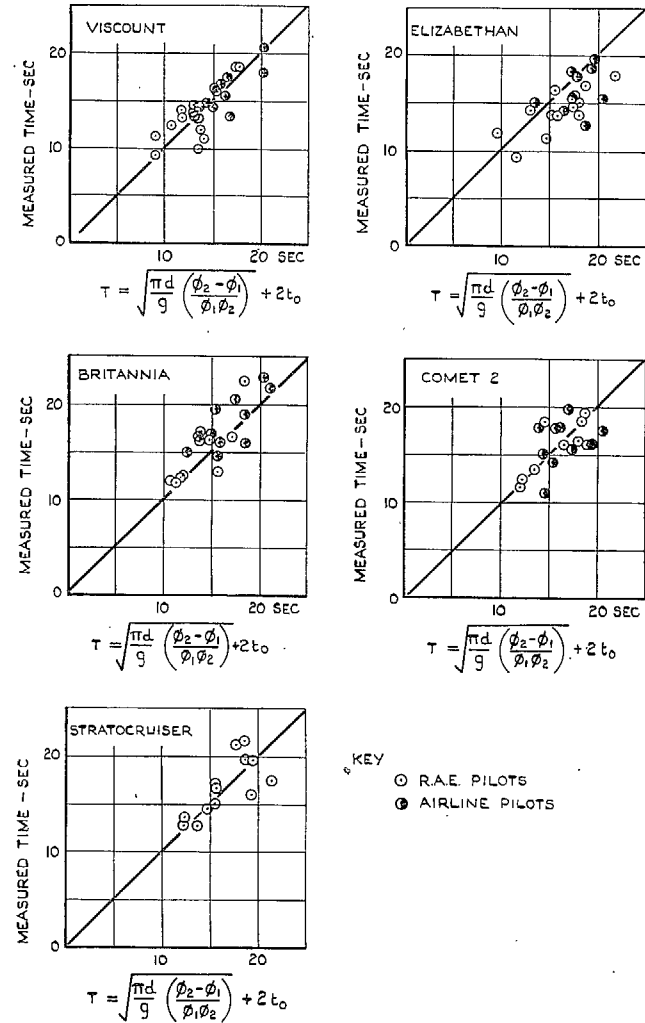 VISCOUNT
MEASURED TIME-SEC
20
10
0
10 20 SEC
T = √(πd/g (ϕ₂-ϕ₁/ϕ₁ϕ₂)) + 2t₀
ELIZABETHAN
MEASURED TIME-SEC
20
10
0
10 20 SEC
T = √(πd/g (ϕ₂-ϕ₁/ϕ₁ϕ₂)) + 2t₀
BRITANNIA
MEASURED TIME-SEC
20
10
0
10 20 SEC
T = √(πd/g (ϕ₂-ϕ₁/ϕ₁ϕ₂)) +2t₀
COMET 2
MEASURED TIME-SEC
20
10
0
10 20 SEC
T = √(πd/g (ϕ₂-ϕ₁/ϕ₁ϕ₂)) + 2t₀
STRATOCRUISER
MEASURED TIME - SEC
20
10
0
10 20
T = √(πd/g (ϕ₂-ϕ₁/ϕ₁ϕ₂)) + 2t₀
KEY
R.A.E. PILOTS
AIRLINE PILOTS